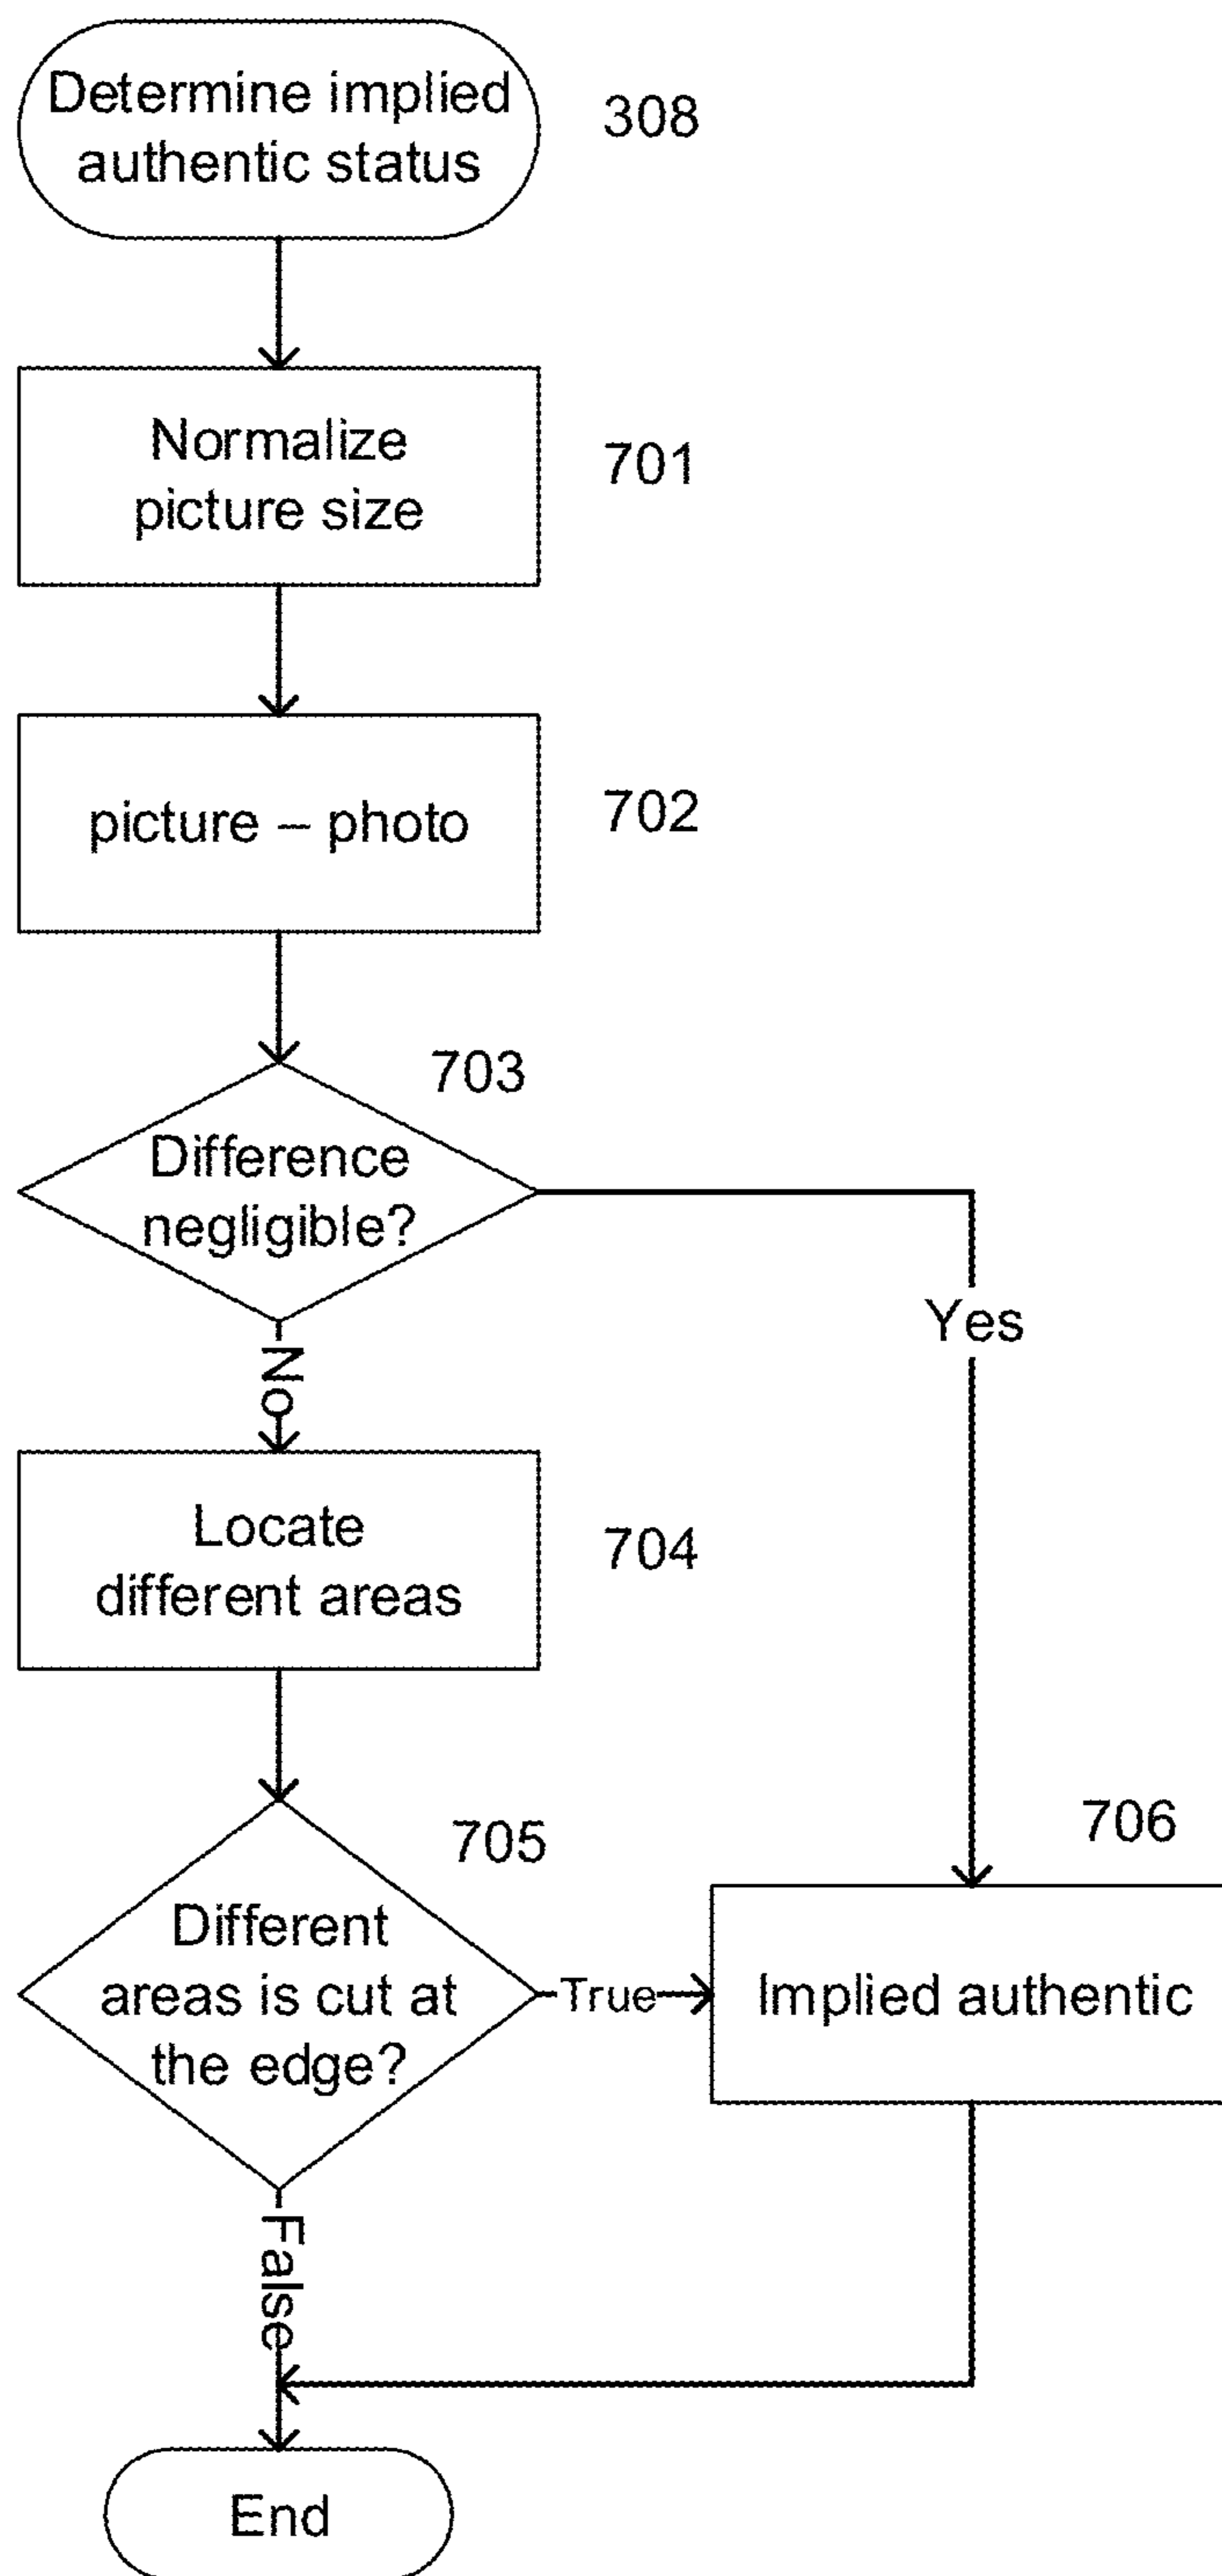 Determine implied
authentic status
308
Normalize
picture size
701
picture – photo
702
703
Difference
negligible?
Yes
No
Locate
different areas
704
705
706
Different
areas is cut at
the edge?
True
Implied authentic
False
End